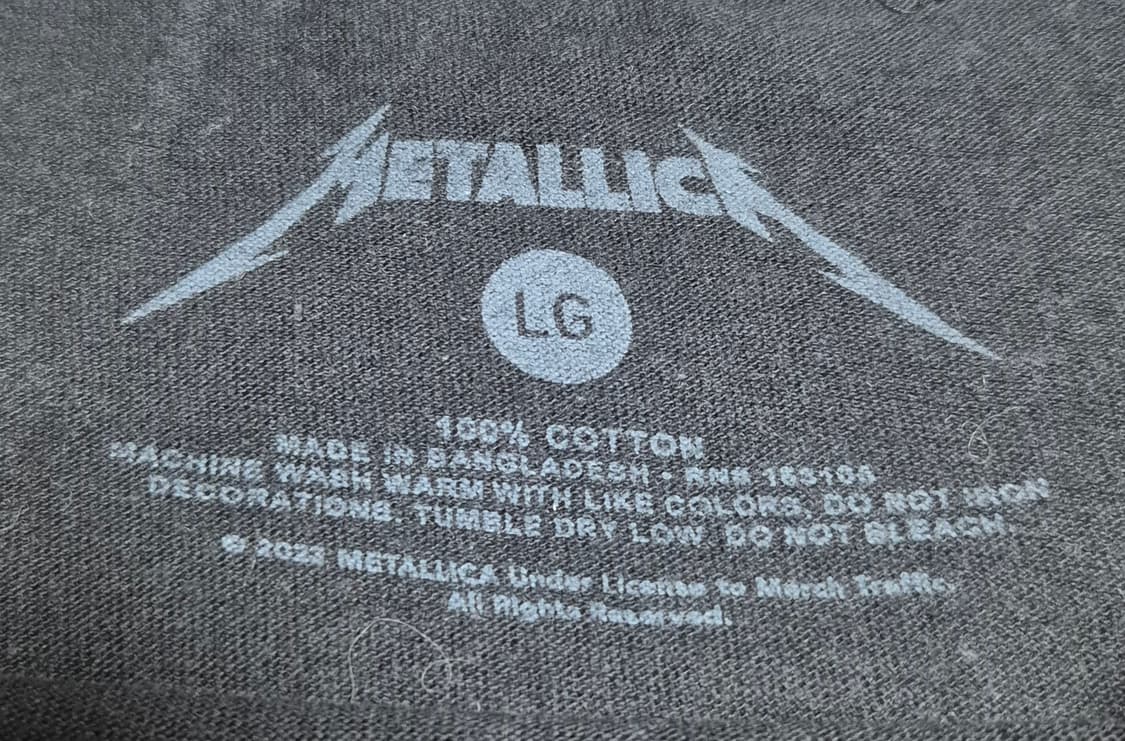 METALLICA
LG
100% COTTON
MADE IN BANGLADESH • RN#
MACHINE WASH WARM WITH LIKE COLORS, DO NOT IRON
DECORATIONS. TUMBLE DRY LOW. DO NOT BLEACH.
© METALLICA Under License to Merch Traffic.
All Rights Reserved.